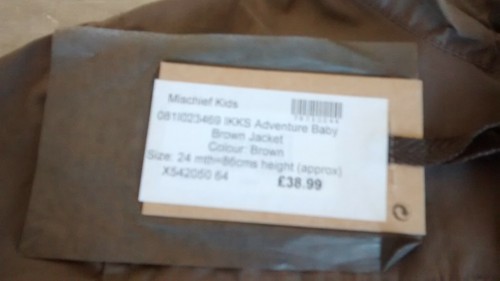 Mischief Kids
081I023469 IKKS Adventure Baby
Brown Jacket
Colour: Brown
Size: 24 mth=86cms height (approx)
X542050 64 £38.99